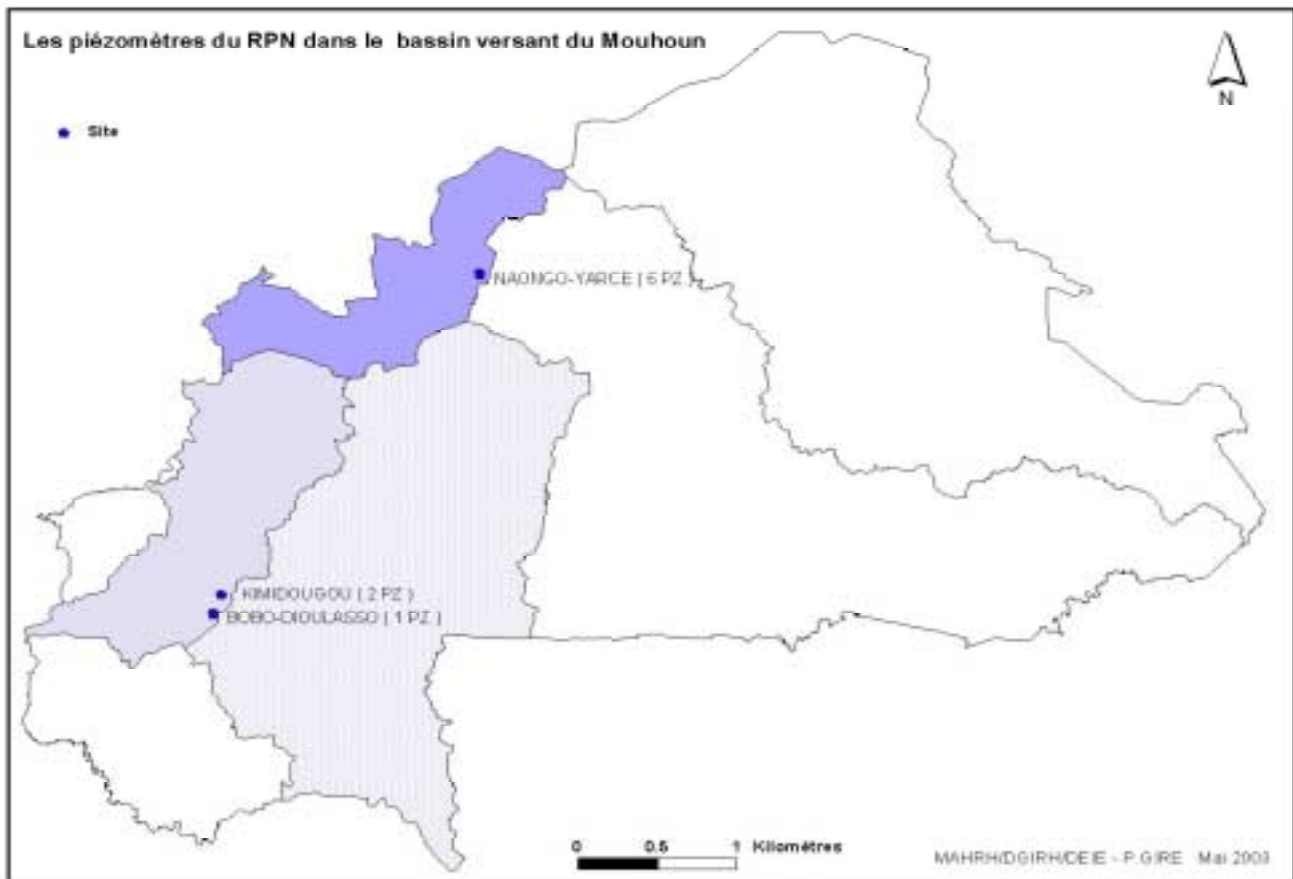 Les piézomètres du RPN dans le bassin versant du Mouhoun
N
Site
NAONGO-YARCE ( 6 PZ )
KIMIDOUGOU ( 2 PZ )
BOBO-DIOULASSO ( 1 PZ )
0 0.5 1 Kilomètres
MAHRH/DGIRH/DEIE - P.GIRE Mai 2003